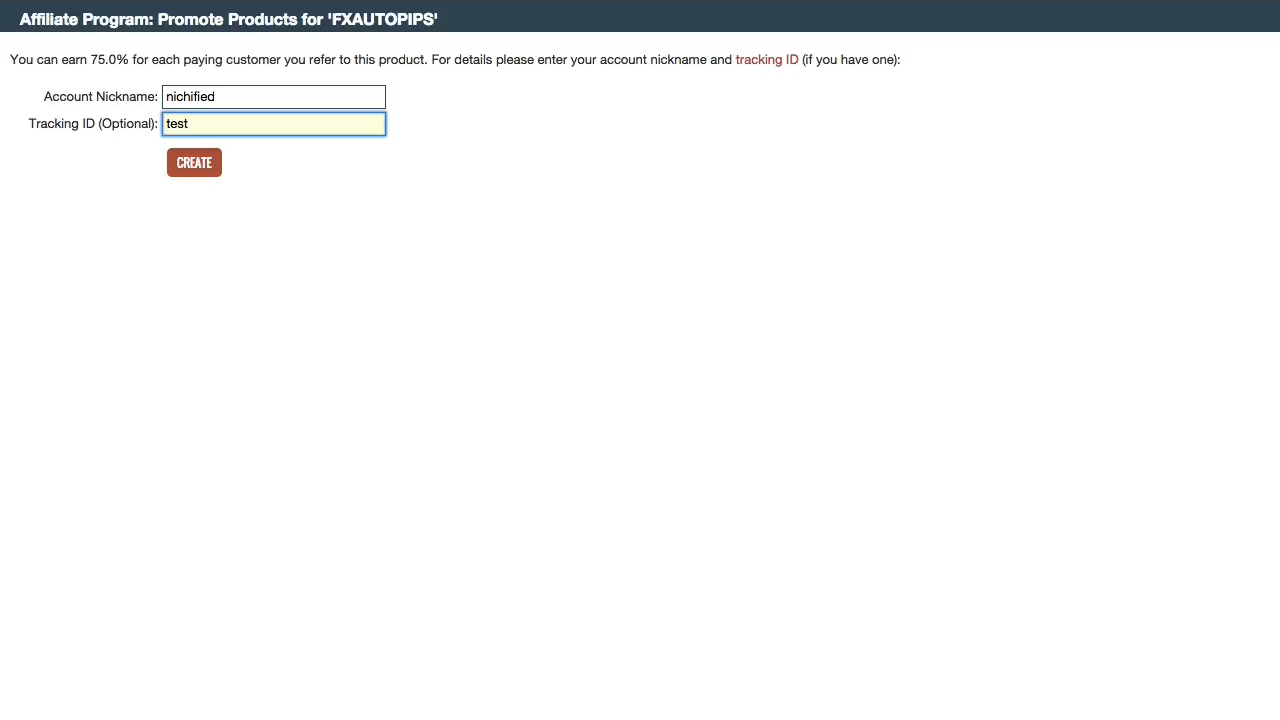 Affiliate Program: Promote Products for 'FXAUTOPIPS'
You can earn 75.0% for each paying customer you refer to this product. For details please enter your account nickname and tracking ID (if you have one):
Account Nickname: nichified
Tracking ID (Optional): test
CREATE